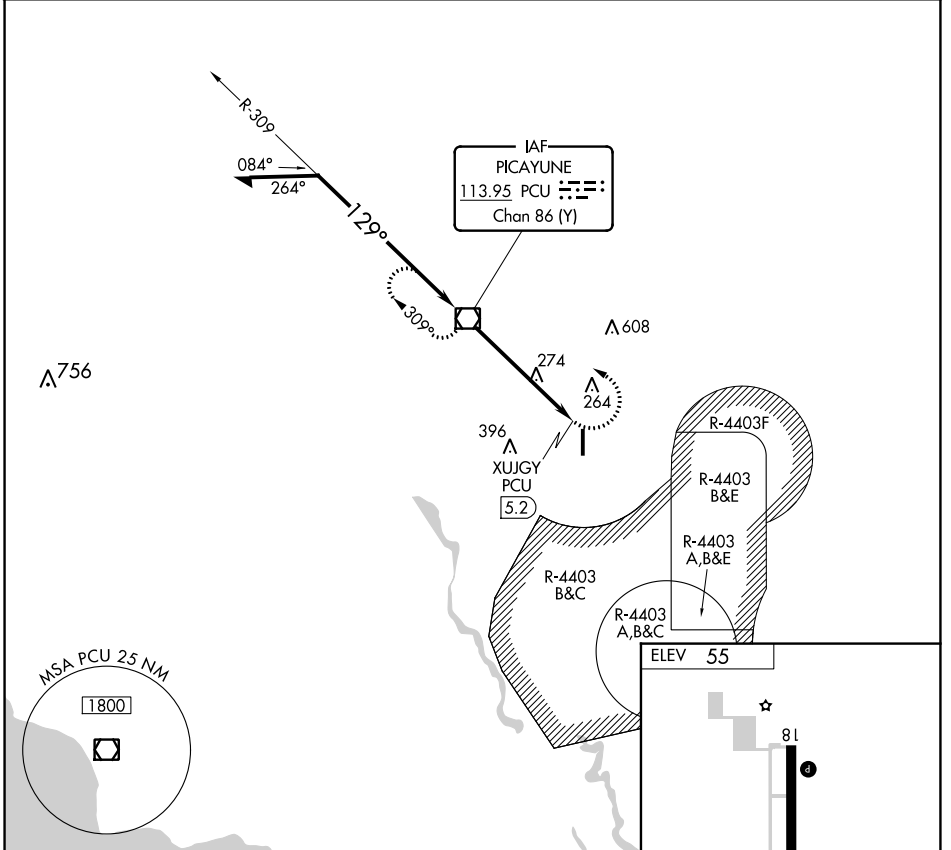 R-309
084°
264°
129°
IAF
PICAYUNE
113.95 PCU
Chan 86 (Y)
309°
608
756
274
264
396
XUJGY
PCU
5.2
R-4403F
R-4403
B&E
R-4403
A,B&E
R-4403
B&C
R-4403
A,B&C
MSA PCU 25 NM
1800
ELEV 55
18
P